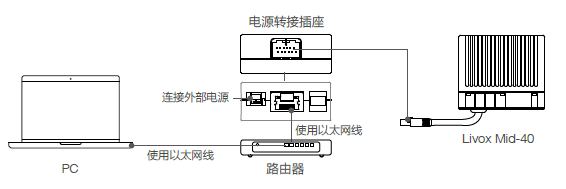 电源转接插座
连接外部电源
使用以太网线
Livox Mid-40
使用以太网线
PC
路由器